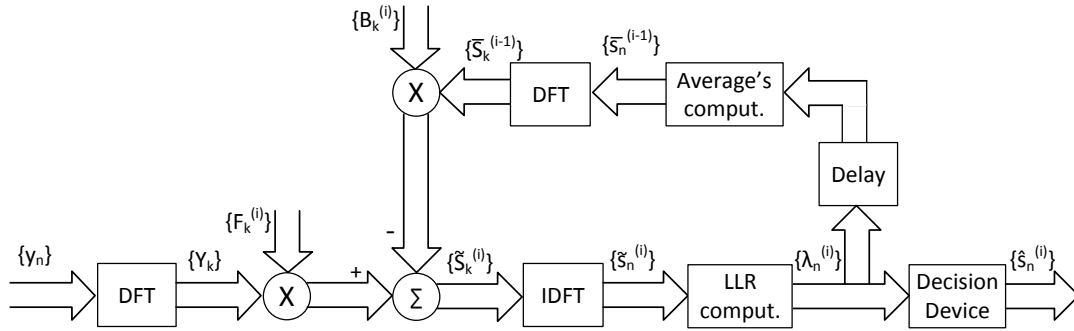 {B_k^(i)}
{S̅_k^(i-1)}
{s̅_n^(i-1)}
X
DFT
Average's
comput.
Delay
{F_k^(i)}
-
{y_n}
{Y_k}
+
{S̃_k^(i)}
{s̃_n^(i)}
{λ_n^(i)}
{ŝ_n^(i)}
DFT
X
Σ
IDFT
LLR
comput.
Decision
Device